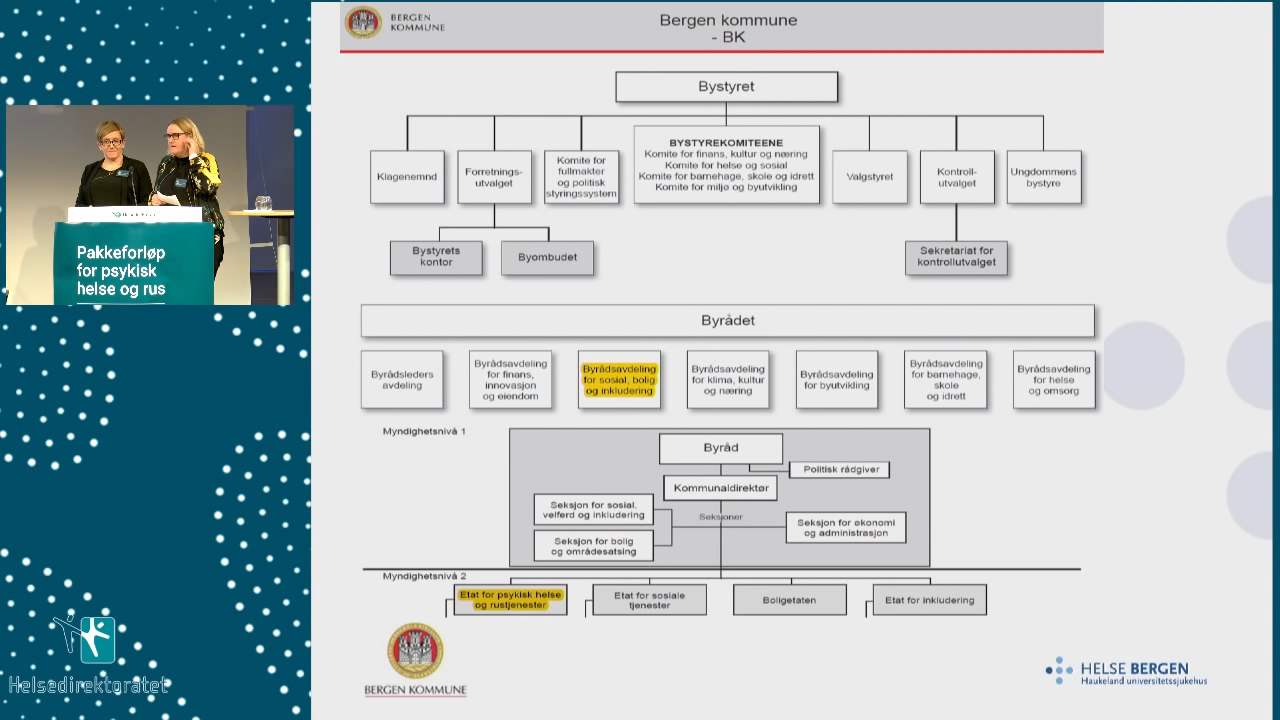 BERGEN
KOMMUNE
Bergen kommune
- BK
Bystyret
Klagenemnd
Forretnings-
utvalget
Komite for
fullmakter
og politisk
styringssystem
BYSTYREKOMITEENE
Komite for finans, kultur og næring
Komite for helse og sosial
Komite for barnehage, skole og idrett
Komite for miljø og byutvikling
Valgstyret
Kontroll-
utvalget
Ungdommens
bystyre
Bystyrets
kontor
Byombudet
Sekretariat for
kontrollutvalget
Pakkeforløp
for psykisk
helse og rus
Byrådet
Byrådsleders
avdeling
Byrådsavdeling
for finans,
innovasjon
og eiendom
Byrådsavdeling
for sosial, bolig
og inkludering
Byrådsavdeling
for klima, kultur
og næring
Byrådsavdeling
for byutvikling
Byrådsavdeling
for barnehage,
skole
og idrett
Byrådsavdeling
for helse
og omsorg
Myndighetsnivå 1
Byråd
Politisk rådgiver
Kommunaldirektør
Seksjon for sosial,
velferd og inkludering
Seksjoner
Seksjon for økonomi
og administrasjon
Seksjon for bolig
og områdesatsing
Myndighetsnivå 2
Etat for psykisk helse
og rustjenester
Etat for sosiale
tjenester
Boligetaten
Etat for inkludering
Helsedirektoratet
BERGEN KOMMUNE
HELSE BERGEN
Haukeland universitetssjukehus